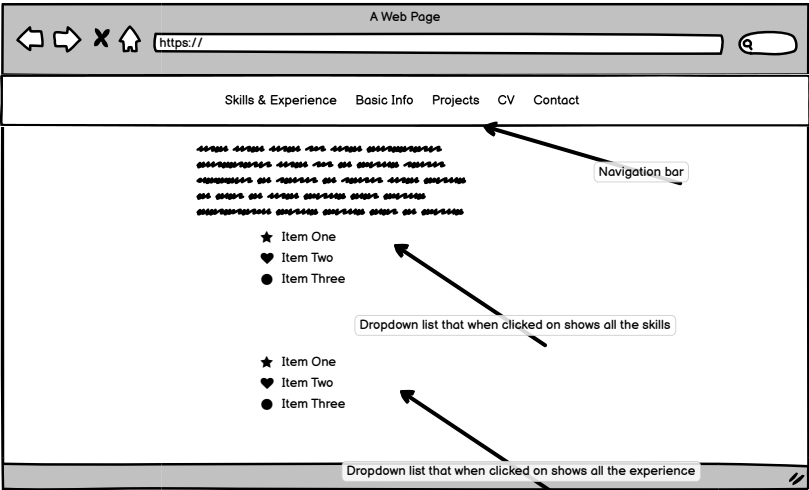 A Web Page
https://
Skills & Experience Basic Info Projects CV Contact
Navigation bar
Item One
Item Two
Item Three
Dropdown list that when clicked on shows all the skills
Item One
Item Two
Item Three
Dropdown list that when clicked on shows all the experience